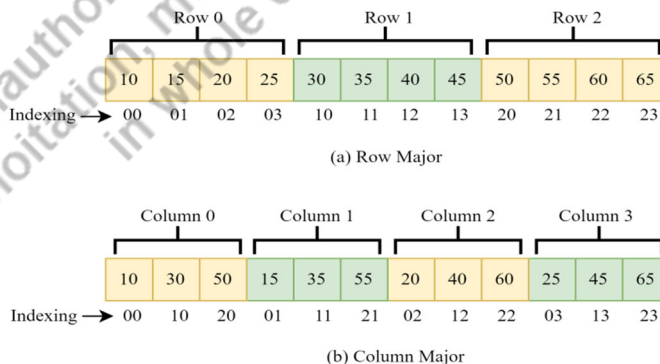 Row 0 Row 1 Row 2
10 15 20 25 30 35 40 45 50 55 60 65
Indexing 00 01 02 03 10 11 12 13 20 21 22 23
(a) Row Major
Column 0 Column 1 Column 2 Column 3
10 30 50 15 35 55 20 40 60 25 45 65
Indexing 00 10 20 01 11 21 02 12 22 03 13 23
(b) Column Major
in whole